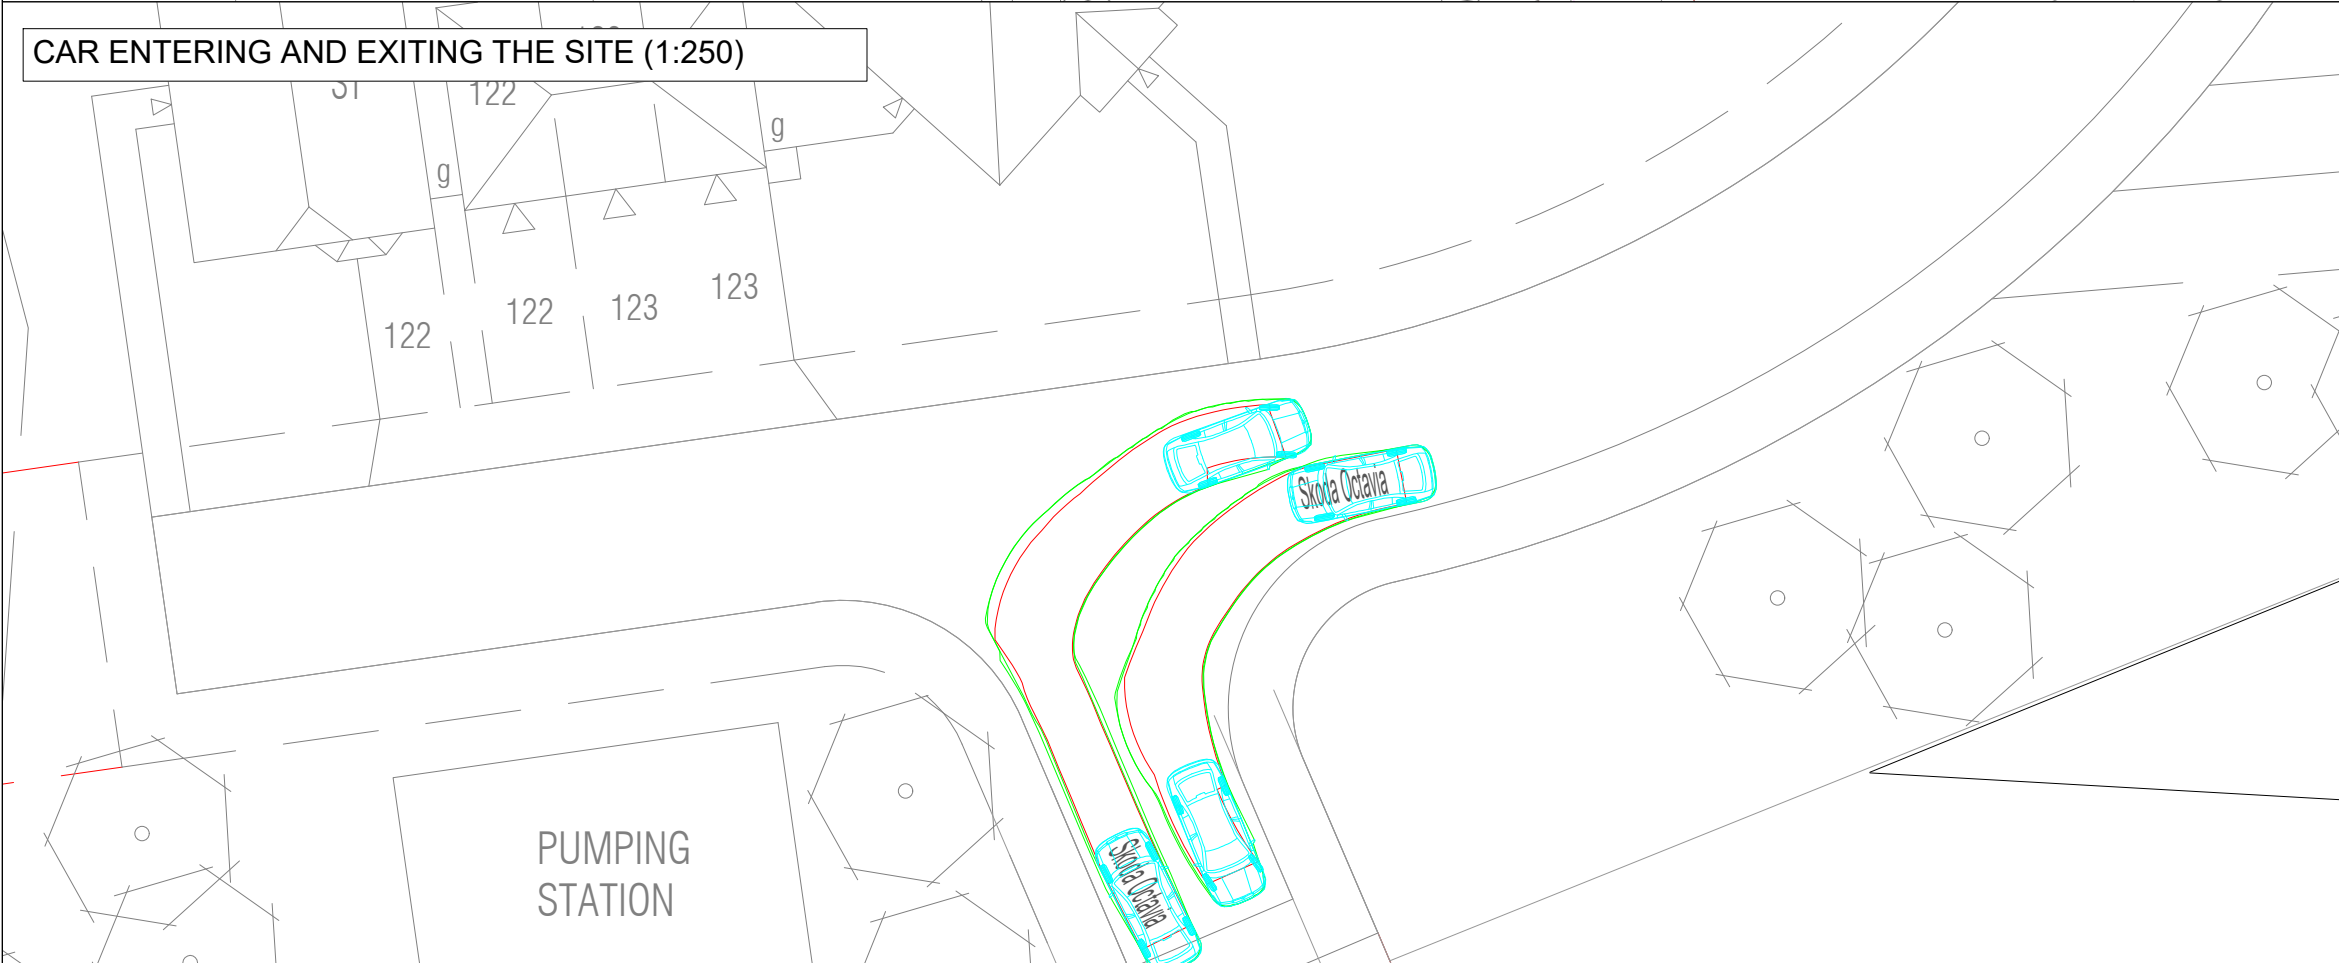 CAR ENTERING AND EXITING THE SITE (1:250)
122
g
g
123
123
122
122
Skoda Octavia
PUMPING
STATION
Skoda Octavia